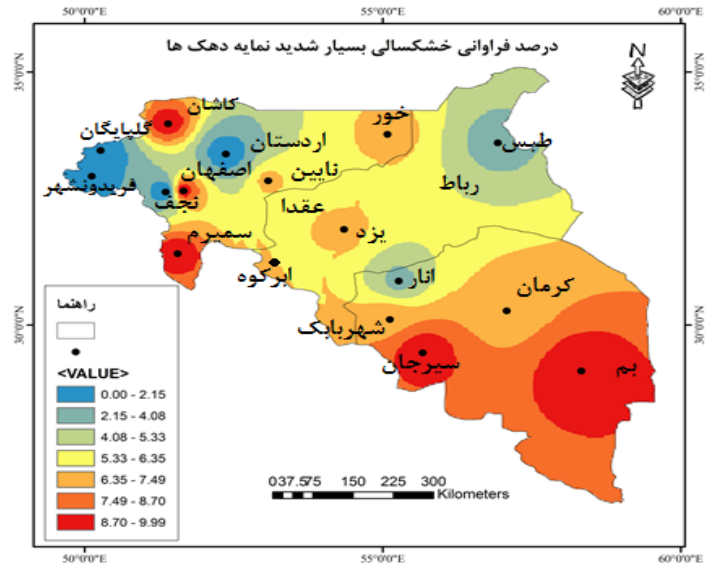 50°0'0"E 55°0'0"E 60°0'0"E
درصد فراوانی خشکسالی بسیار شدید نمایه دهک ها
N
35°0'0"N
35°0'0"N
کاشان
خور
گلپایگان
اردستان
طبس
فریدونشهر
اصفهان
نایین
رباط
نجف
عقدا
سمیرم
یزد
ابرکوه
انار
کرمان
شهربابک
30°0'0"N
30°0'0"N
سیرجان
بم
راهنما
<VALUE>
0.00 - 2.15
2.15 - 4.08
4.08 - 5.33
5.33 - 6.35
6.35 - 7.49
7.49 - 8.70
8.70 - 9.99
037.575 150 225 300
Kilometers
50°0'0"E 55°0'0"E 60°0'0"E